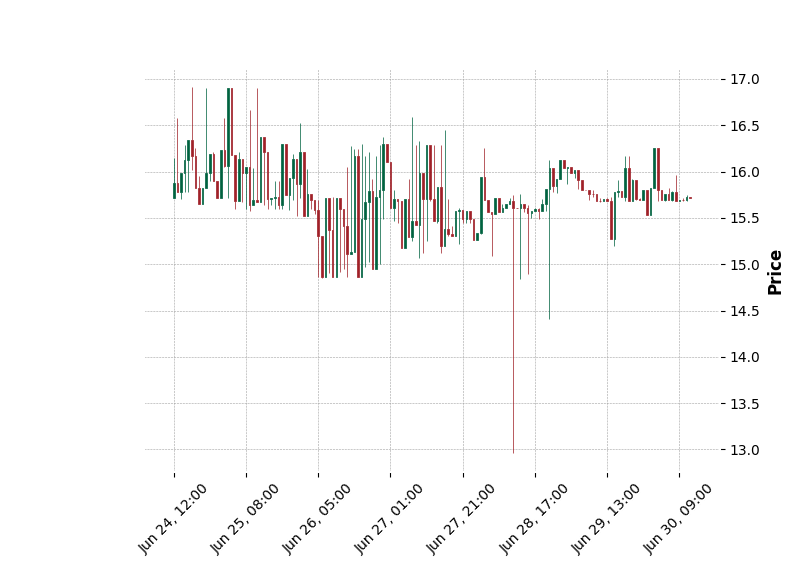 17.0
16.5
16.0
15.5
15.0
14.5
14.0
13.5
13.0
Price
Jun 24, 12:00
Jun 25, 08:00
Jun 26, 05:00
Jun 27, 01:00
Jun 27, 21:00
Jun 28, 17:00
Jun 29, 13:00
Jun 30, 09:00